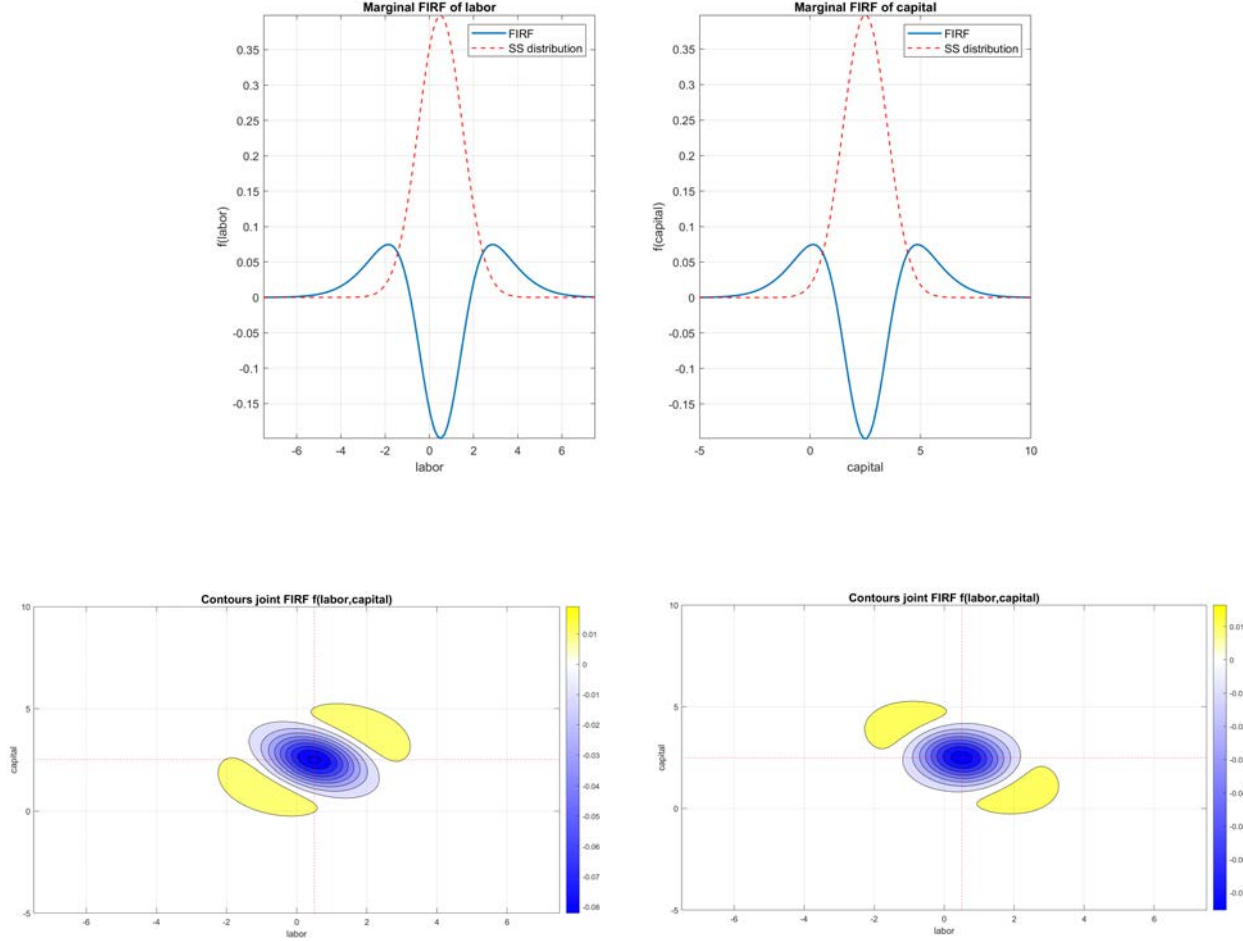 Marginal FIRF of labor
FIRF
SS distribution
0.35
0.3
0.25
0.2
0.15
0.1
0.05
0
-0.05
-0.1
-0.15
f(labor)
-6 -4 -2 0 2 4 6
labor
Marginal FIRF of capital
FIRF
SS distribution
0.35
0.3
0.25
0.2
0.15
0.1
0.05
0
-0.05
-0.1
-0.15
f(capital)
-5 0 5 10
capital
Contours joint FIRF f(labor,capital)
10
5
0
-5
capital
-6 -4 -2 0 2 4 6
labor
0.01
0
-0.01
-0.02
-0.03
-0.04
-0.05
-0.06
-0.07
-0.08
Contours joint FIRF f(labor,capital)
10
5
0
-5
capital
-6 -4 -2 0 2 4 6
labor
0